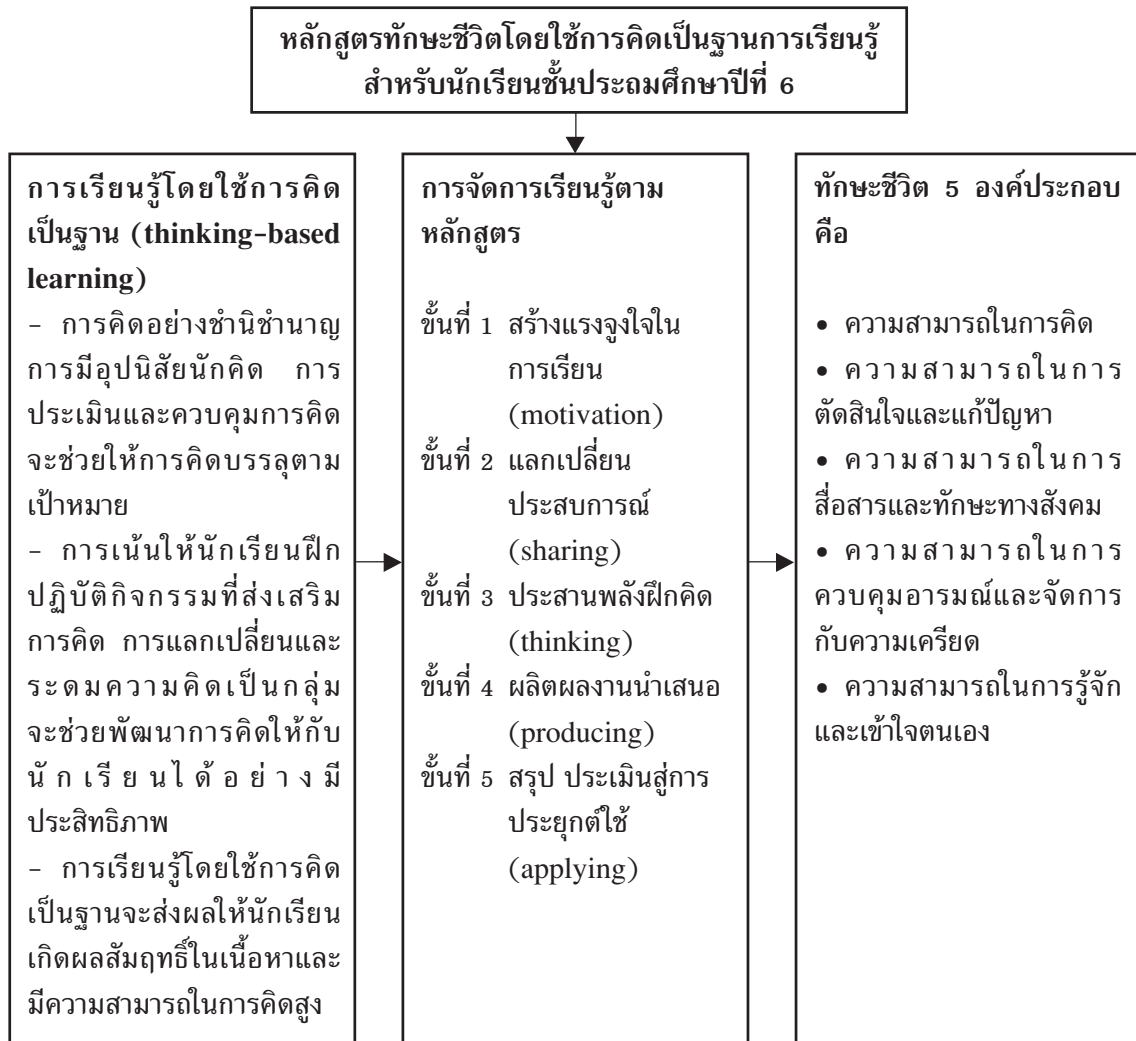 หลักสูตรทักษะชีวิตโดยใช้การคิดเป็นฐานการเรียนรู้
สำหรับนักเรียนชั้นประถมศึกษาปีที่ 6
การเรียนรู้โดยใช้การคิด
เป็นฐาน (thinking-based
learning)
- การคิดอย่างชำนิชำนาญ
การมีอุปนิสัยนักคิด การ
ประเมินและควบคุมการคิด
จะช่วยให้การคิดบรรลุตาม
เป้าหมาย
- การเน้นให้นักเรียนฝึก
ปฏิบัติกิจกรรมที่ส่งเสริม
การคิด การแลกเปลี่ยนและ
ระดมความคิดเป็นกลุ่ม
จะช่วยพัฒนาการคิดให้กับ
นักเรียนได้อย่างมี
ประสิทธิภาพ
- การเรียนรู้โดยใช้การคิด
เป็นฐานจะส่งผลให้นักเรียน
เกิดผลสัมฤทธิ์ในเนื้อหาและ
มีความสามารถในการคิดสูง
การจัดการเรียนรู้ตาม
หลักสูตร
ขั้นที่ 1 สร้างแรงจูงใจใน
การเรียน
(motivation)
ขั้นที่ 2 แลกเปลี่ยน
ประสบการณ์
(sharing)
ขั้นที่ 3 ประสานพลังฝึกคิด
(thinking)
ขั้นที่ 4 ผลิตผลงานนำเสนอ
(producing)
ขั้นที่ 5 สรุป ประเมินสู่การ
ประยุกต์ใช้
(applying)
ทักษะชีวิต 5 องค์ประกอบ
คือ
• ความสามารถในการคิด
• ความสามารถในการ
ตัดสินใจและแก้ปัญหา
• ความสามารถในการ
สื่อสารและทักษะทางสังคม
• ความสามารถในการ
ควบคุมอารมณ์และจัดการ
กับความเครียด
• ความสามารถในการรู้จัก
และเข้าใจตนเอง